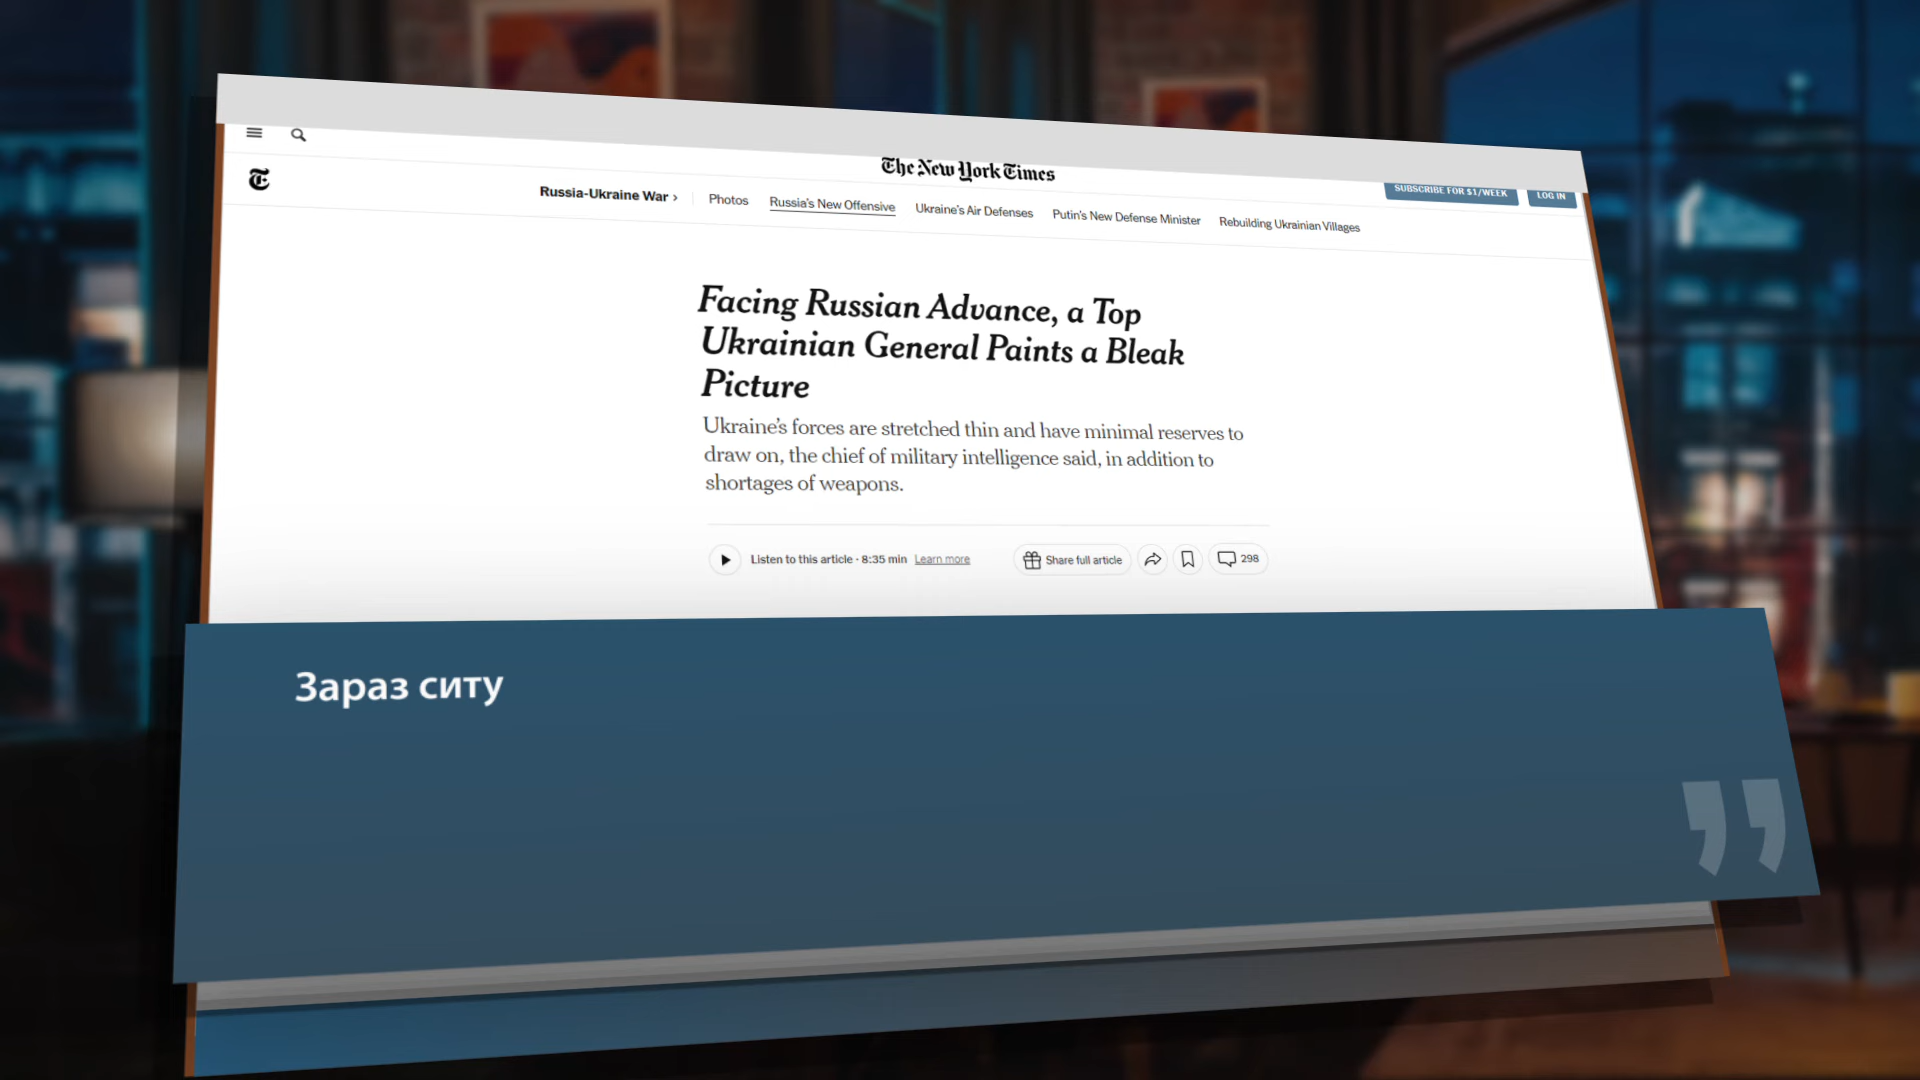 The New York Times
SUBSCRIBE FOR $1/WEEK
LOG IN
Russia-Ukraine War >
Photos
Russia's New Offensive
Ukraine's Air Defenses
Putin's New Defense Minister
Rebuilding Ukrainian Villages
Facing Russian Advance, a Top
Ukrainian General Paints a Bleak
Picture
Ukraine's forces are stretched thin and have minimal reserves to
draw on, the chief of military intelligence said, in addition to
shortages of weapons.
Listen to this article · 8:35 min Learn more
Share full article
298
Зараз ситу